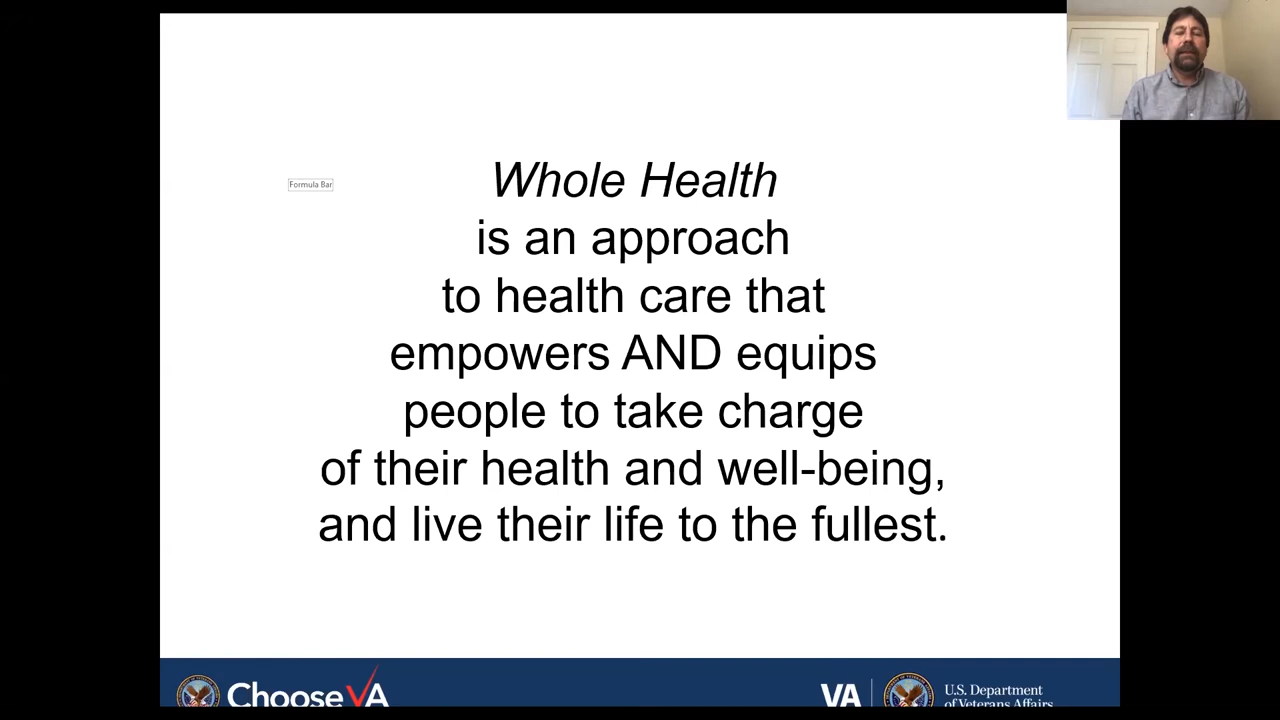 Formula Bar
Whole Health
is an approach
to health care that
empowers AND equips
people to take charge
of their health and well-being,
and live their life to the fullest.
Choose VA
VA
U.S. Department
of Veterans Affairs